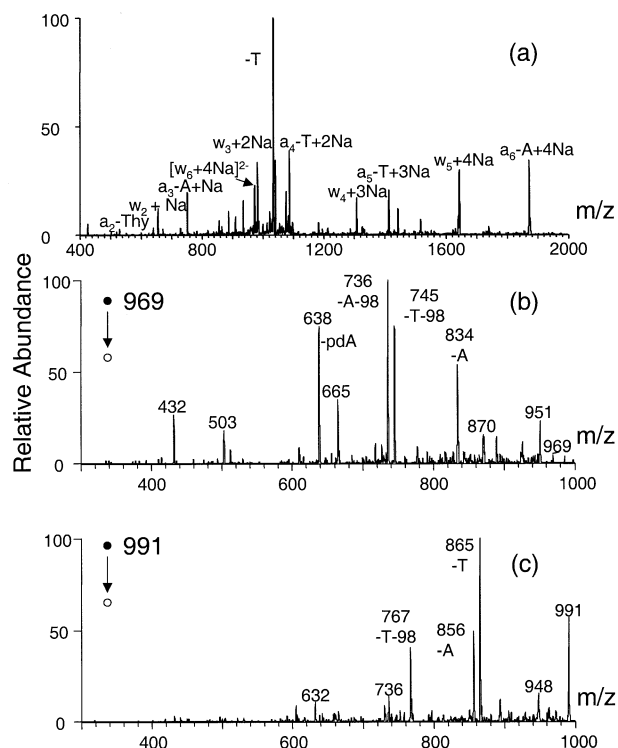 Relative Abundance
100
50
0
400
800
1200
1600
2000
m/z
(a)
-T
w3+2Na
a4-T+2Na
[w6+4Na]2-
a3-A+Na
w2 + Na
a2-Thy
a5-T+3Na
w4+3Na
w5+4Na
a6-A+4Na
100
50
0
400
600
800
1000
m/z
(b)
969
736
-A-98
745
-T-98
638
-pdA
834
-A
665
432
503
870
951
969
100
50
0
400
600
800
1000
m/z
(c)
991
865
-T
767
-T-98
856
-A
991
632
736
948